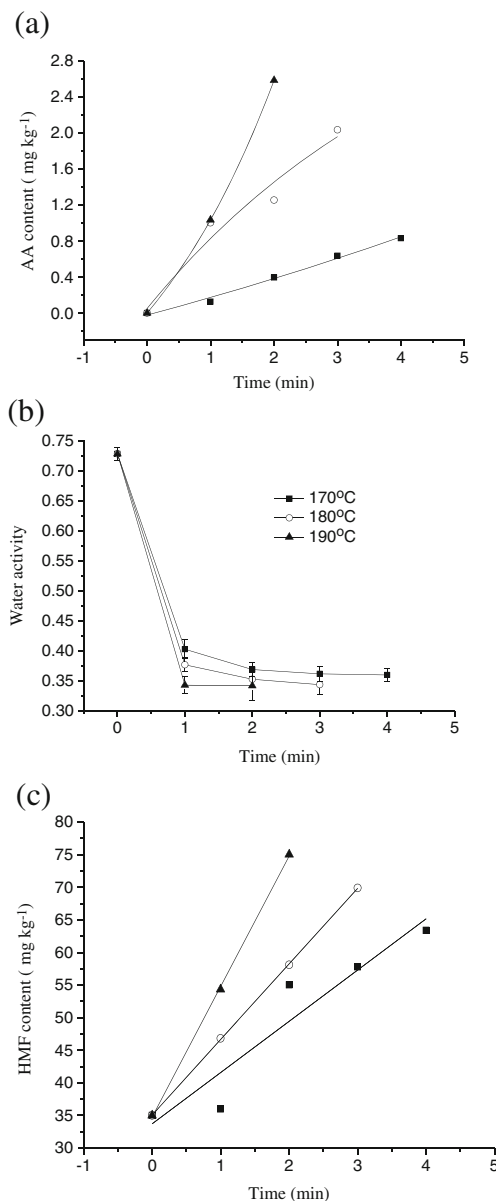 (a)
2.8
2.4
2.0
1.6
1.2
0.8
0.4
0.0
AA content ( mg kg-1)
-1 0 1 2 3 4 5
Time (min)
(b)
0.75
0.70
0.65
0.60
0.55
0.50
0.45
0.40
0.35
0.30
Water activity
170ºC
180ºC
190ºC
-1 0 1 2 3 4 5
Time (min)
(c)
80
75
70
65
60
55
50
45
40
35
30
HMF content ( mg kg-1)
-1 0 1 2 3 4 5
Time (min)